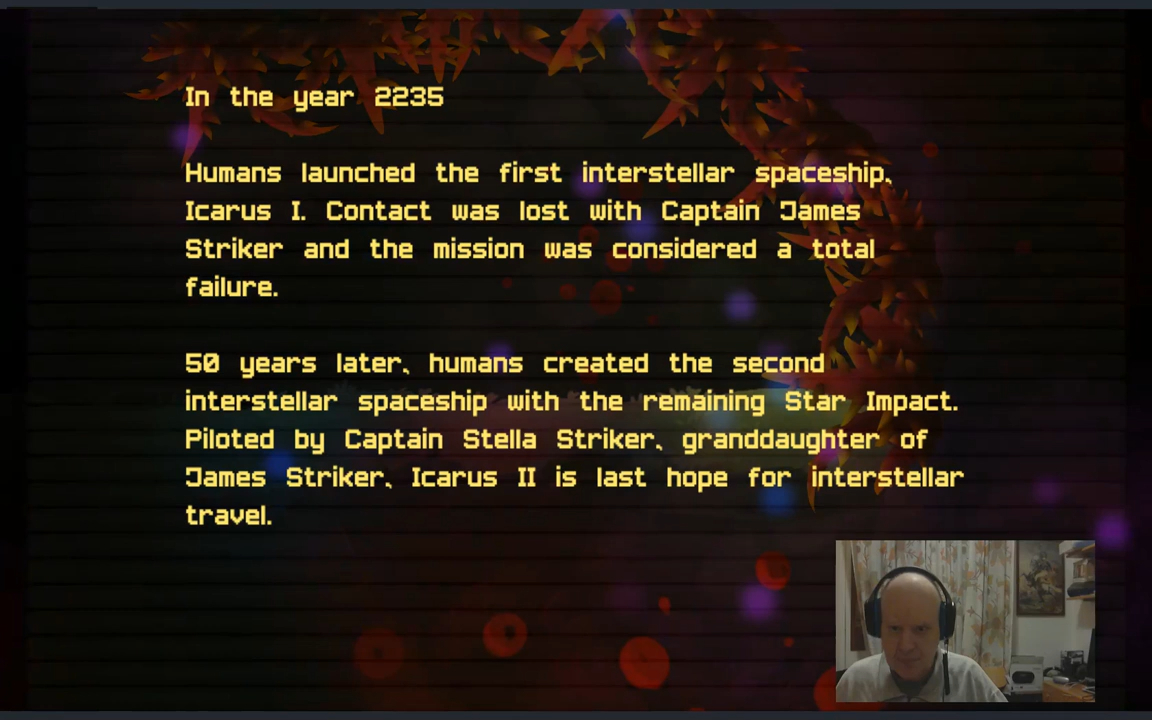 In the year 2235
Humans launched the first interstellar spaceship,
Icarus I. Contact was lost with Captain James
Striker and the mission was considered a total
failure.
50 years later, humans created the second
interstellar spaceship with the remaining Star Impact.
Piloted by Captain Stella Striker, granddaughter of
James Striker, Icarus II is last hope for interstellar
travel.